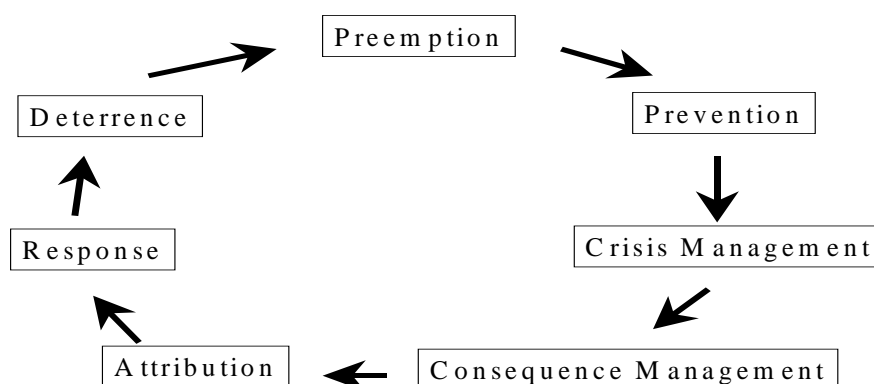 Preemption
Deterrence
Prevention
Response
Crisis Management
Attribution
Consequence Management